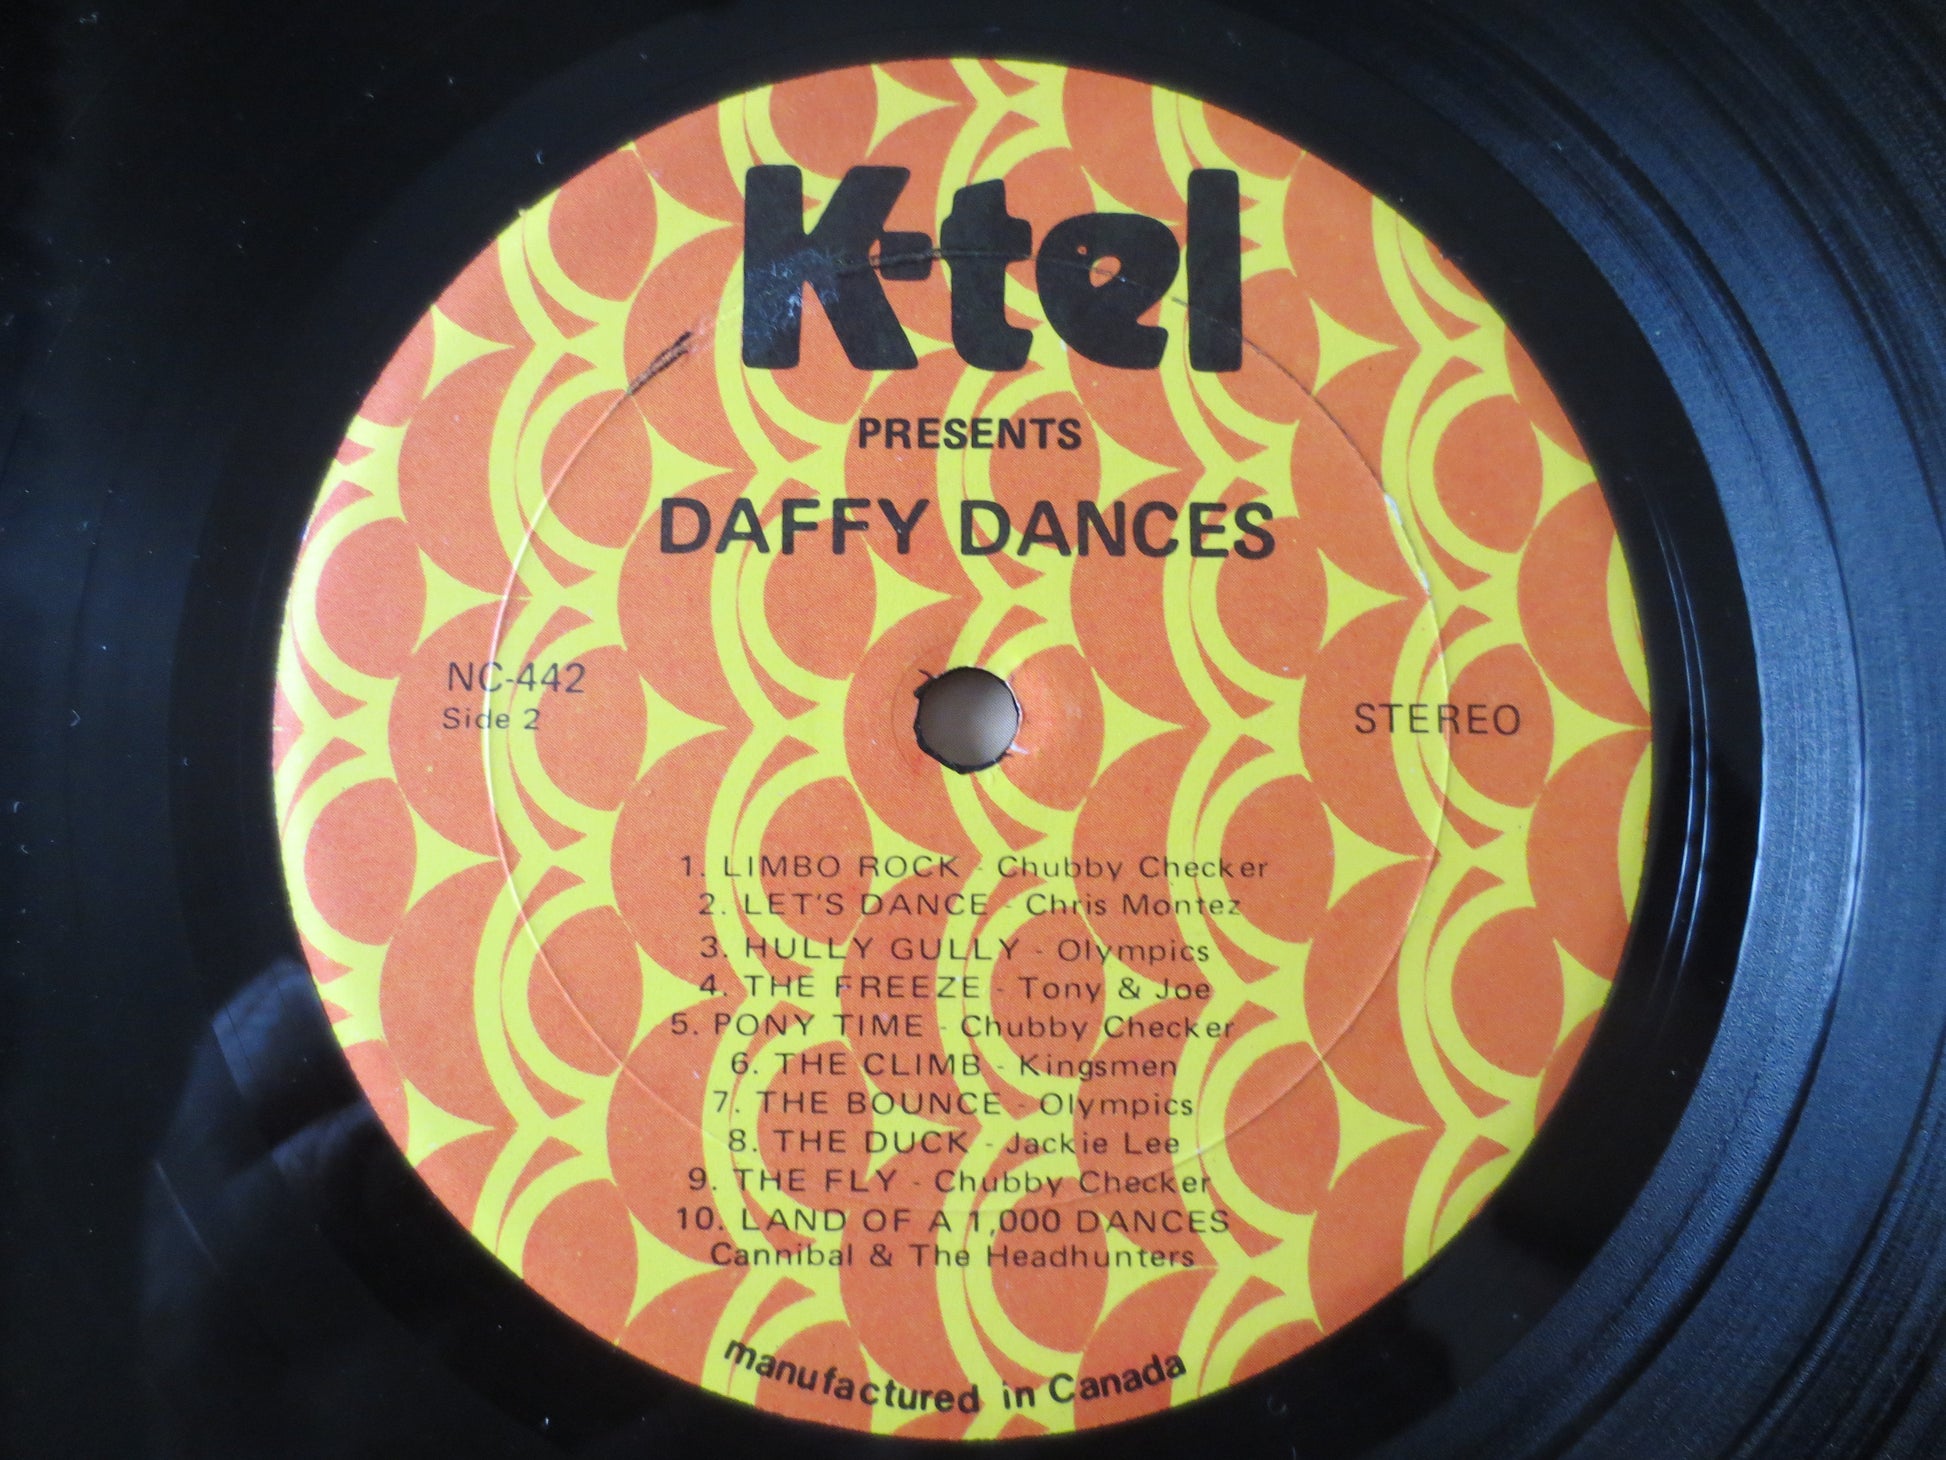 K-tel
PRESENTS
DAFFY DANCES
NC-442
Side 2
STEREO
1. LIMBO ROCK - Chubby Checker
2. LET'S DANCE - Chris Montez
3. HULLY GULLY - Olympics
4. THE FREEZE - Tony & Joe
5. PONY TIME - Chubby Checker
6. THE CLIMB - Kingsmen
7. THE BOUNCE - Olympics
8. THE DUCK - Jackie Lee
9. THE FLY - Chubby Checker
10. LAND OF A 1,000 DANCES
Cannibal & The Headhunters
manufactured in Canada